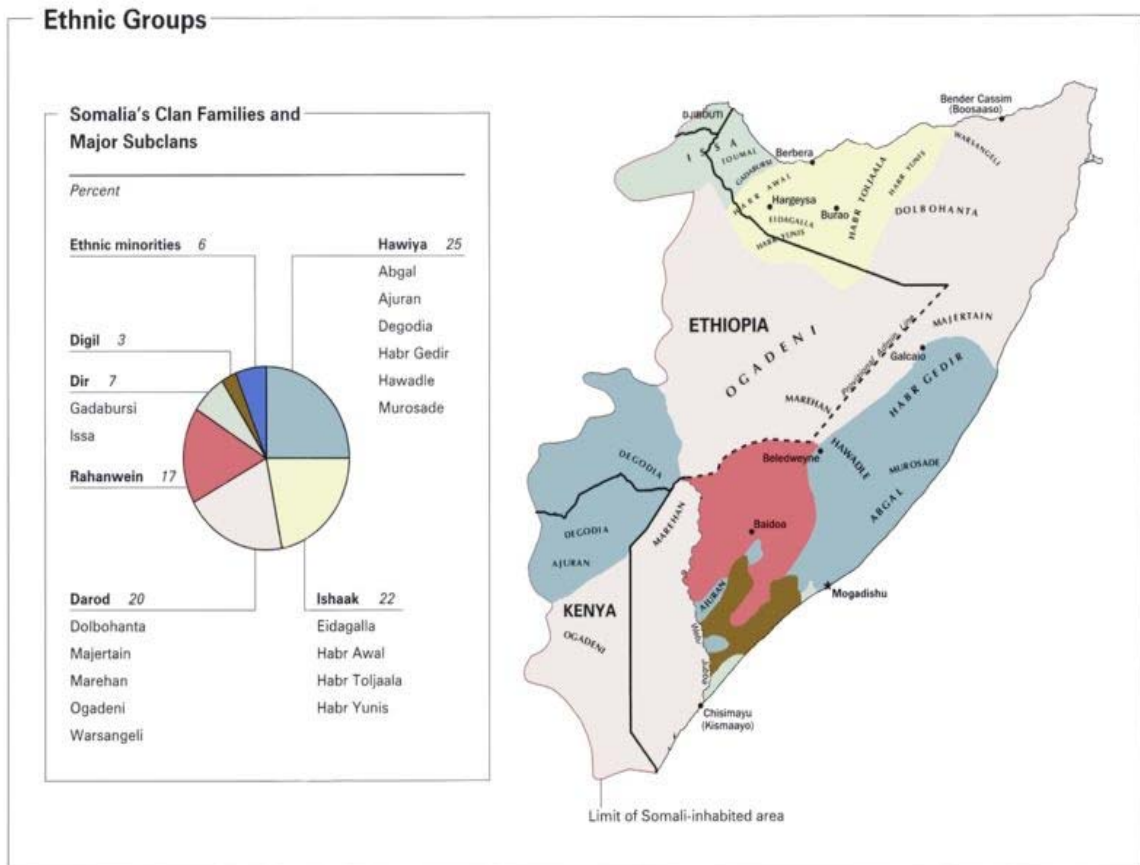 Ethnic Groups
Somalia's Clan Families and
Major Subclans
Percent
Ethnic minorities 6
Hawiya 25
Abgal
Ajuran
Degodia
Habr Gedir
Hawadle
Murosade
Digil 3
Dir 7
Gadabursi
Issa
Rahanwein 17
Darod 20
Dolbohanta
Majertain
Marehan
Ogadeni
Warsangeli
Ishaak 22
Eidagalla
Habr Awal
Habr Toljaala
Habr Yunis
DJIBOUTI
ISSA
TOUMAL
GADABURSI
Berbera
Bender Cassim
(Boosaaso)
WARSANGELI
HABR AWAL
Hargeysa
EIDAGALLA
HABR YUNIS
Burao
HABR TOLJAALA
HABR YUNIS
DOLBOHANTA
ETHIOPIA
OGADENI
MAJERTAIN
Provisional Admin Line
Galcaio
MAREHAN
HABR GEDIR
Beledweyne
HAWADLE
MUROSADE
ABGAL
DEGODIA
DEGODIA
AJURAN
MAREHAN
Baidoa
AJURAN
Mogadishu
KENYA
OGADENI
Jubba
Chisimayu
(Kismaayo)
Limit of Somali-inhabited area